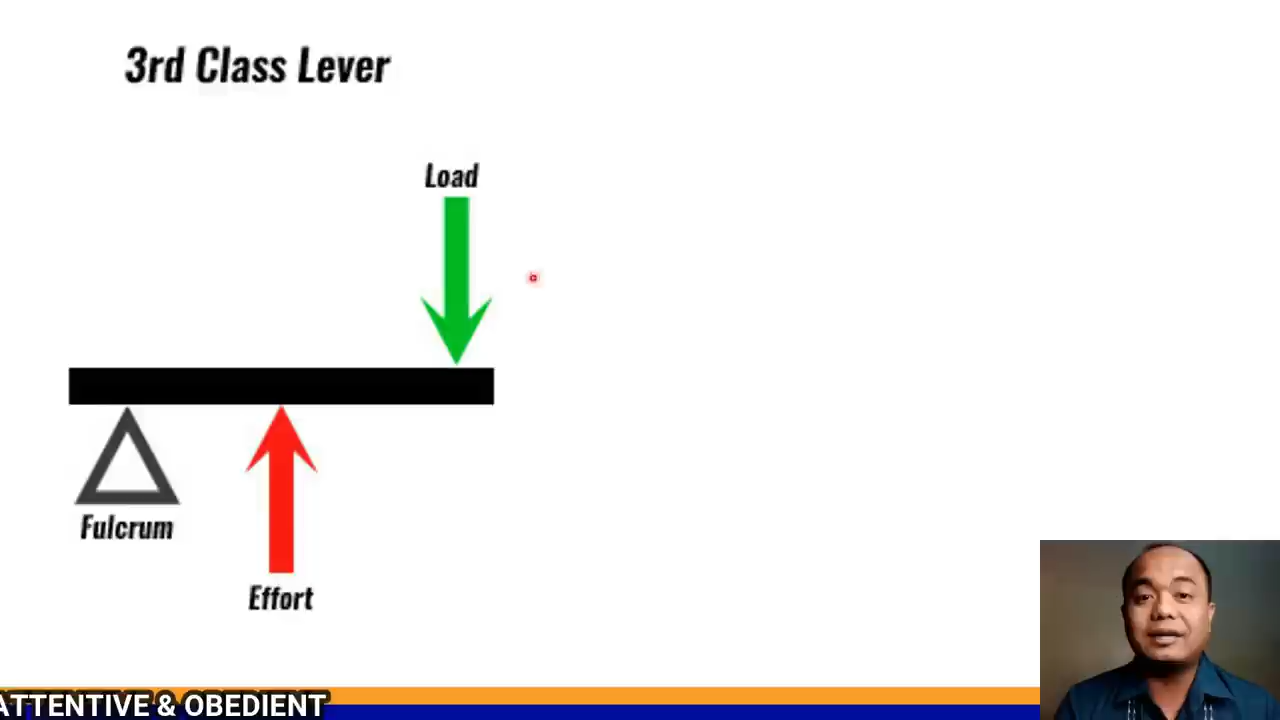 3rd Class Lever
Load
Fulcrum
Effort
ATTENTIVE & OBEDIENT